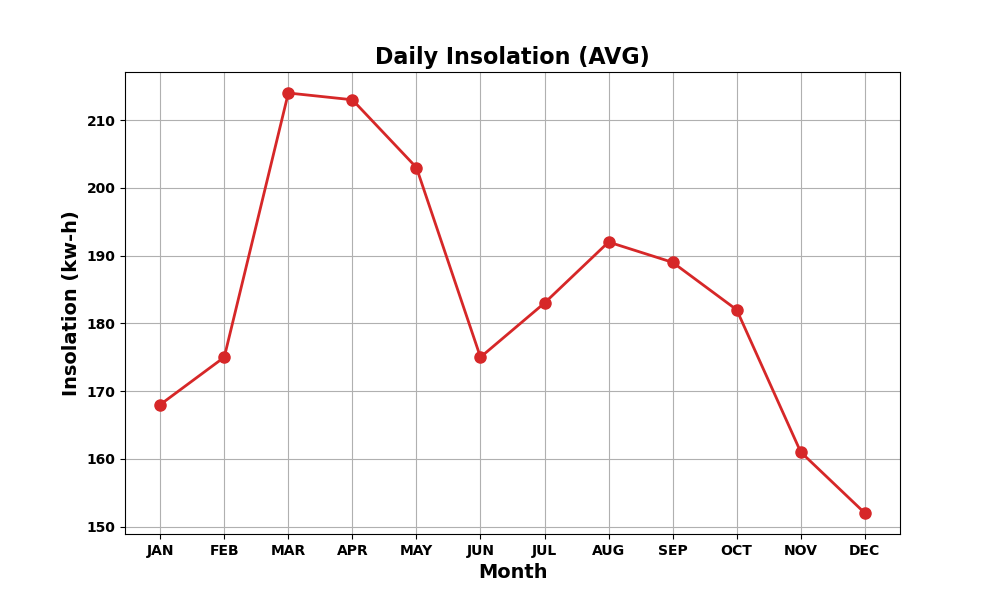 Daily Insolation (AVG)
Insolation (kw-h)
210
200
190
180
170
160
150
JAN FEB MAR APR MAY JUN JUL AUG SEP OCT NOV DEC
Month